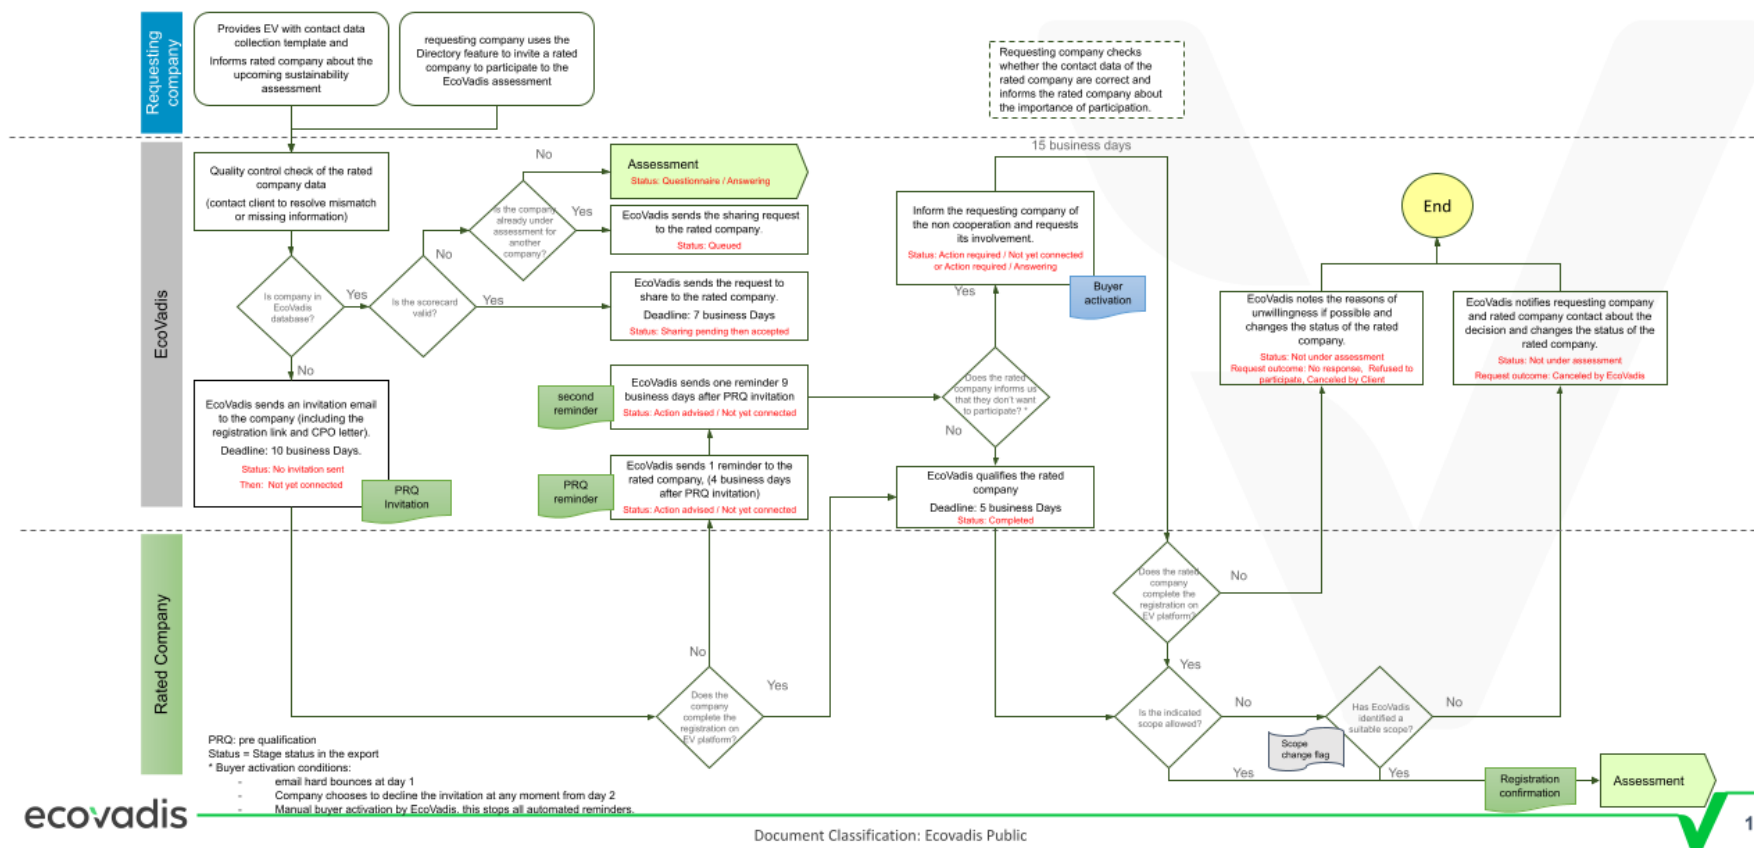 Requesting
company
Provides EV with contact data
collection template and
Informs rated company about the
upcoming sustainability
assessment
requesting company uses the
Directory feature to invite a rated
company to participate to the
EcoVadis assessment
Requesting company checks
whether the contact data of the
rated company are correct and
informs the rated company about
the importance of participation.
EcoVadis
Quality control check of the rated
company data
(contact client to resolve mismatch
or missing information)
Is company in
EcoVadis
database?
Yes
No
Is the scorecard
valid?
No
Yes
Is the company
already under
assessment for
another
company?
No
Yes
Assessment
Status: Questionnaire / Answering
EcoVadis sends the sharing request
to the rated company.
Status: Queued
EcoVadis sends the request to
share to the rated company.
Deadline: 7 business Days
Status: Sharing pending then accepted
EcoVadis sends an invitation email
to the company (including the
registration link and CPO letter).
Deadline: 10 business Days.
Status: No invitation sent
Then: Not yet connected
PRQ
Invitation
second
reminder
EcoVadis sends one reminder 9
business days after PRQ invitation
Status: Action advised / Not yet connected
PRQ
reminder
EcoVadis sends 1 reminder to the
rated company, (4 business days
after PRQ invitation)
Status: Action advised / Not yet connected
15 business days
Inform the requesting company of
the non cooperation and requests
its involvement.
Status: Action required / Not yet connected
or Action required / Answering
Buyer
activation
Yes
Does the rated
company informs us
that they don't want
to participate? *
No
EcoVadis qualifies the rated
company
Deadline: 5 business Days
Status: Completed
End
EcoVadis notes the reasons of
unwillingness if possible and
changes the status of the rated
company.
Status: Not under assessment
Request outcome: No response, Refused to
participate, Canceled by Client
EcoVadis notifies requesting company
and rated company contact about the
decision and changes the status of the
rated company.
Status: Not under assessment
Request outcome: Canceled by EcoVadis
Rated Company
No
Does the
company
complete the
registration on
EV platform?
Yes
Does the rated
company
complete the
registration on
EV platform?
No
Yes
Is the indicated
scope allowed?
No
Yes
Has EcoVadis
identified a
suitable scope?
No
Yes
Scope
change flag
Registration
confirmation
Assessment
PRQ: pre qualification
Status = Stage status in the export
* Buyer activation conditions:
- email hard bounces at day 1
- Company chooses to decline the invitation at any moment from day 2
- Manual buyer activation by EcoVadis, this stops all automated reminders.
ecovadis
Document Classification: Ecovadis Public
1